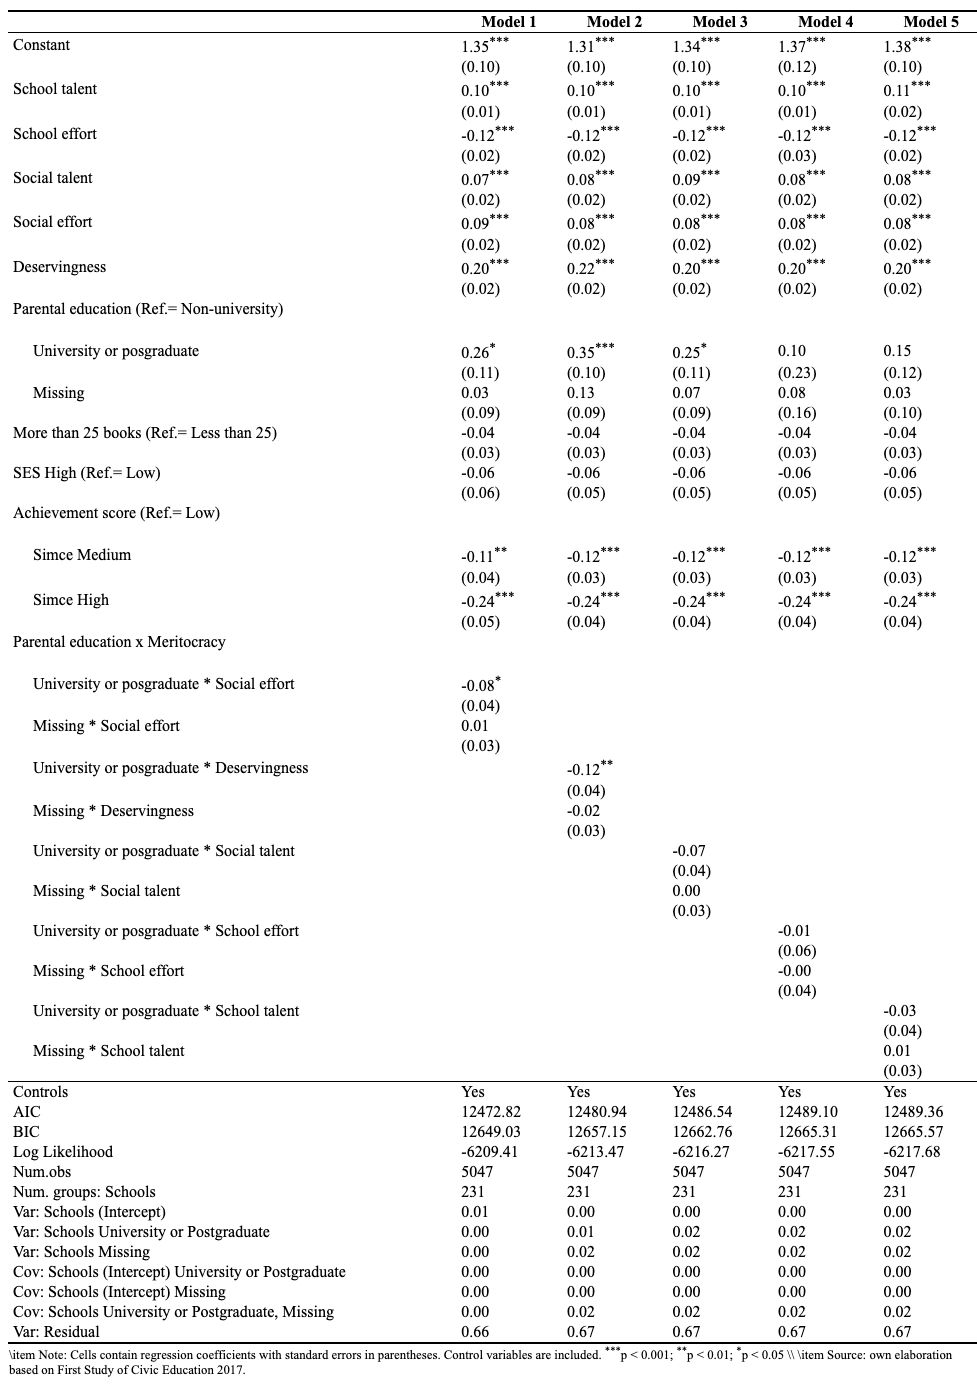 Model 1 Model 2 Model 3 Model 4 Model 5
Constant 1.35*** 1.31*** 1.34*** 1.37*** 1.38***
(0.10) (0.10) (0.10) (0.12) (0.10)
School talent 0.10*** 0.10*** 0.10*** 0.10*** 0.11***
(0.01) (0.01) (0.01) (0.01) (0.02)
School effort -0.12*** -0.12*** -0.12*** -0.12*** -0.12***
(0.02) (0.02) (0.02) (0.03) (0.02)
Social talent 0.07*** 0.08*** 0.09*** 0.08*** 0.08***
(0.02) (0.02) (0.02) (0.02) (0.02)
Social effort 0.09*** 0.08*** 0.08*** 0.08*** 0.08***
(0.02) (0.02) (0.02) (0.02) (0.02)
Deservingness 0.20*** 0.22*** 0.20*** 0.20*** 0.20***
(0.02) (0.02) (0.02) (0.02) (0.02)
Parental education (Ref.= Non-university)
University or posgraduate 0.26* 0.35*** 0.25* 0.10 0.15
(0.11) (0.10) (0.11) (0.23) (0.12)
Missing 0.03 0.13 0.07 0.08 0.03
(0.09) (0.09) (0.09) (0.16) (0.10)
More than 25 books (Ref.= Less than 25) -0.04 -0.04 -0.04 -0.04 -0.04
(0.03) (0.03) (0.03) (0.03) (0.03)
SES High (Ref.= Low) -0.06 -0.06 -0.06 -0.06 -0.06
(0.06) (0.05) (0.05) (0.05) (0.05)
Achievement score (Ref.= Low)
Simce Medium -0.11** -0.12*** -0.12*** -0.12*** -0.12***
(0.04) (0.03) (0.03) (0.03) (0.03)
Simce High -0.24*** -0.24*** -0.24*** -0.24*** -0.24***
(0.05) (0.04) (0.04) (0.04) (0.04)
Parental education x Meritocracy
University or posgraduate * Social effort -0.08*
(0.04)
Missing * Social effort 0.01
(0.03)
University or posgraduate * Deservingness -0.12**
(0.04)
Missing * Deservingness -0.02
(0.03)
University or posgraduate * Social talent -0.07
(0.04)
Missing * Social talent 0.00
(0.03)
University or posgraduate * School effort -0.01
(0.06)
Missing * School effort -0.00
(0.04)
University or posgraduate * School talent -0.03
(0.04)
Missing * School talent 0.01
(0.03)
Controls Yes Yes Yes Yes Yes
AIC 12472.82 12480.94 12486.54 12489.10 12489.36
BIC 12649.03 12657.15 12662.76 12665.31 12665.57
Log Likelihood -6209.41 -6213.47 -6216.27 -6217.55 -6217.68
Num.obs 5047 5047 5047 5047 5047
Num. groups: Schools 231 231 231 231 231
Var: Schools (Intercept) 0.01 0.00 0.00 0.00 0.00
Var: Schools University or Postgraduate 0.00 0.01 0.02 0.02 0.02
Var: Schools Missing 0.00 0.02 0.02 0.02 0.02
Cov: Schools (Intercept) University or Postgraduate 0.00 0.00 0.00 0.00 0.00
Cov: Schools (Intercept) Missing 0.00 0.00 0.00 0.00 0.00
Cov: Schools University or Postgraduate, Missing 0.00 0.02 0.02 0.02 0.02
Var: Residual 0.66 0.67 0.67 0.67 0.67
\item Note: Cells contain regression coefficients with standard errors in parentheses. Control variables are included. ***p < 0.001; **p < 0.01; *p < 0.05 \\ \item Source: own elaboration
based on First Study of Civic Education 2017.